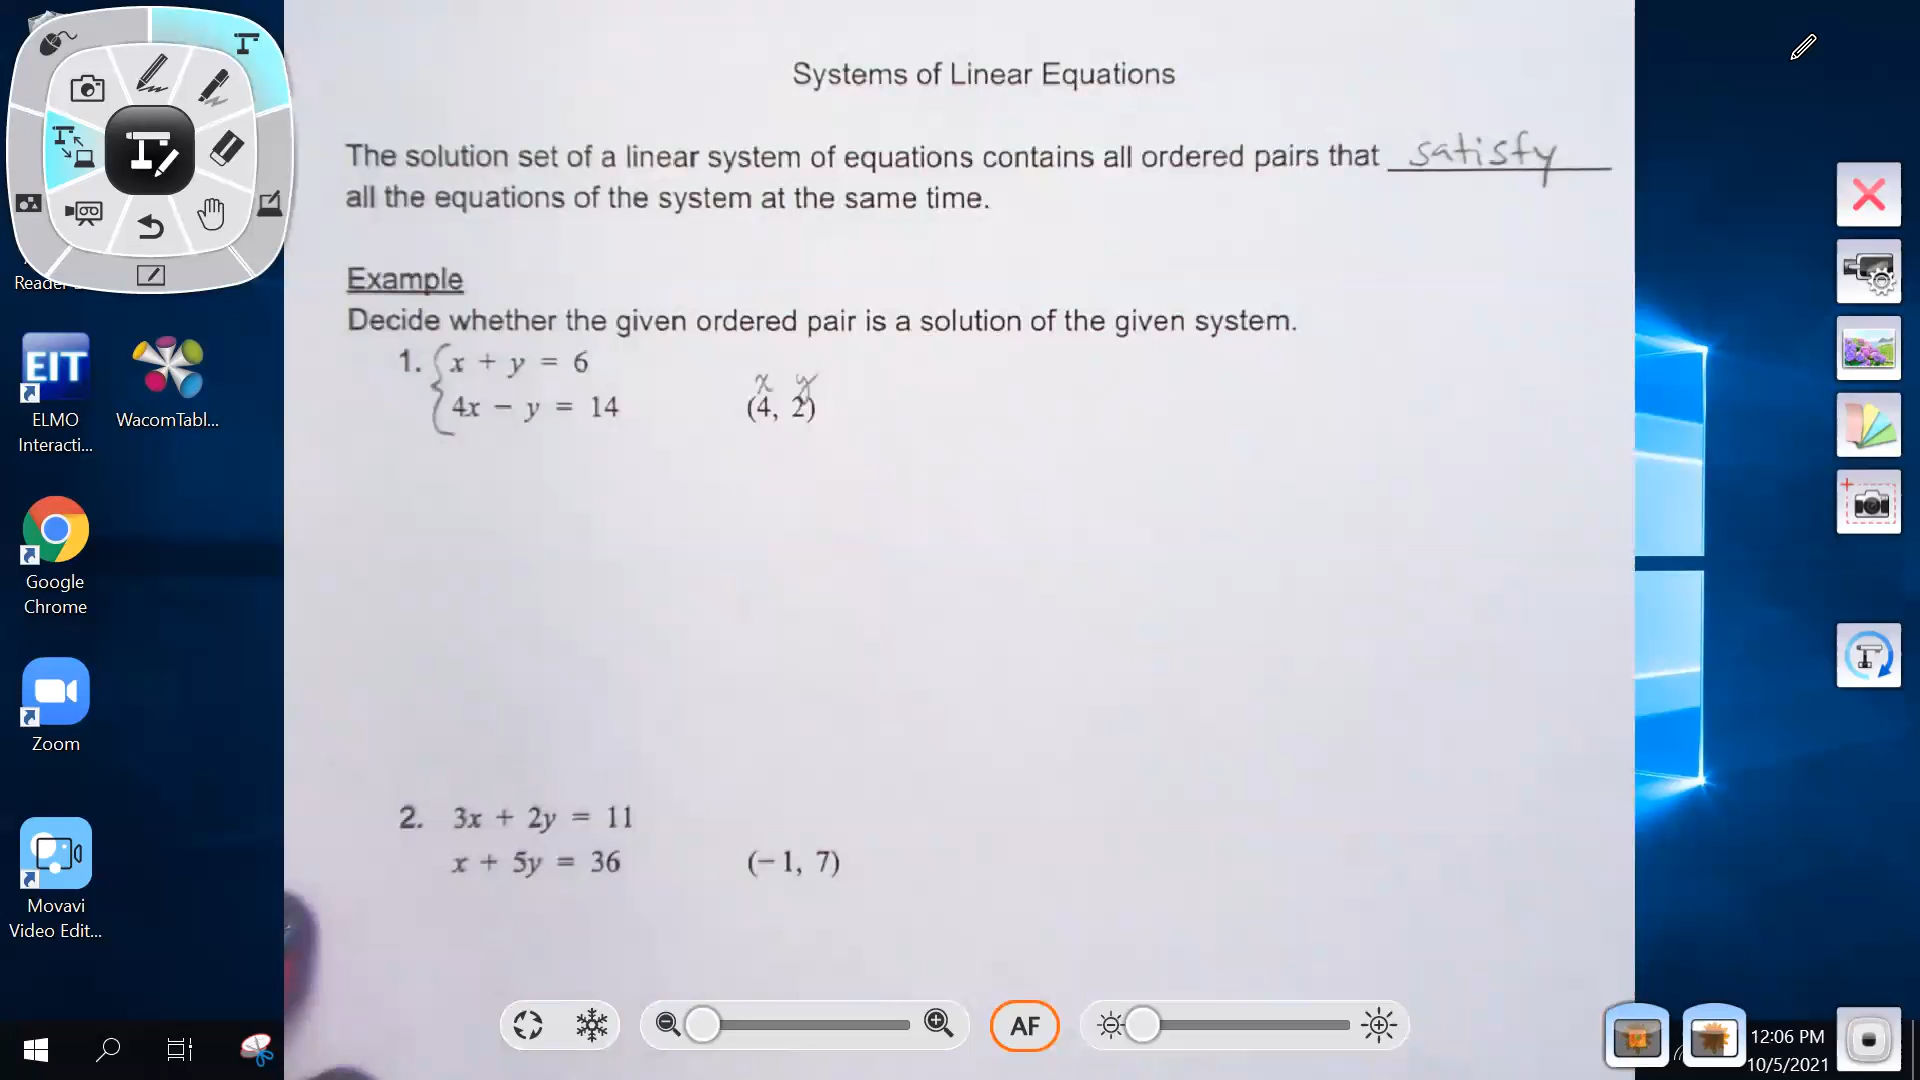 Systems of Linear Equations
The solution set of a linear system of equations contains all ordered pairs that satisfy
all the equations of the system at the same time.
Example
Decide whether the given ordered pair is a solution of the given system.
1. x + y = 6
x y
4x − y = 14 (4, 2)
2. 3x + 2y = 11
x + 5y = 36 (−1, 7)
Reader
EIT
ELMO
Interacti...
WacomTabl...
Google
Chrome
Zoom
Movavi
Video Edit...
AF
12:06 PM
10/5/2021